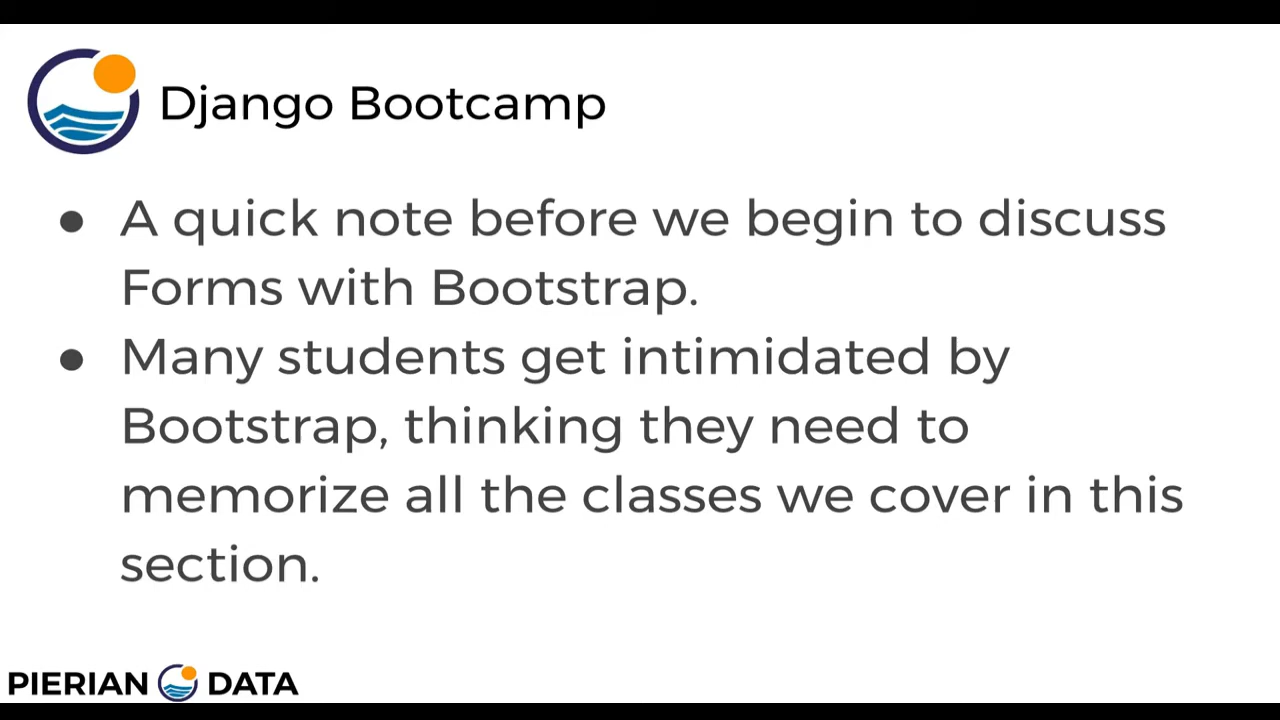 Django Bootcamp
● A quick note before we begin to discuss
Forms with Bootstrap.
● Many students get intimidated by
Bootstrap, thinking they need to
memorize all the classes we cover in this
section.
PIERIAN DATA